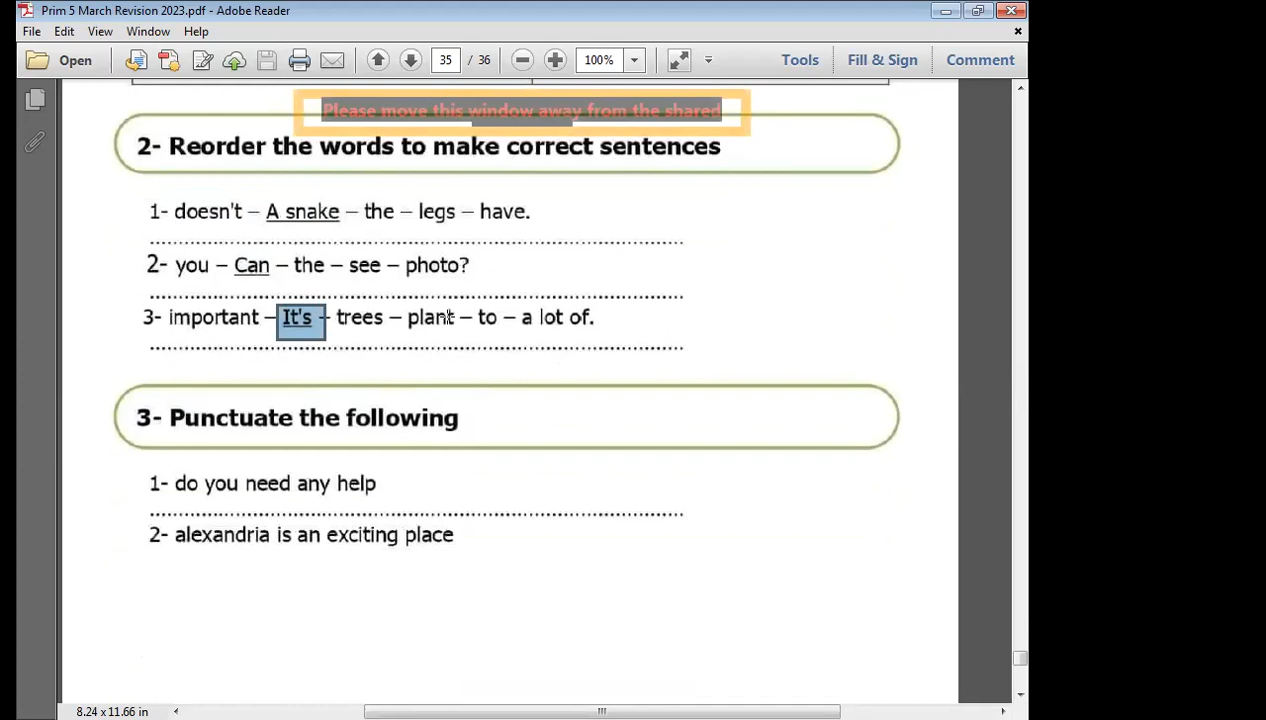 Prim 5 March Revision 2023.pdf - Adobe Reader
File Edit View Window Help
Open 35 / 36 100% Tools Fill & Sign Comment
Please move this window away from the shared
2- Reorder the words to make correct sentences
1- doesn't – A snake – the – legs – have.
................................................................................
2- you – Can – the – see – photo?
................................................................................
3- important – It's – trees – plant – to – a lot of.
................................................................................
3- Punctuate the following
1- do you need any help
................................................................................
2- alexandria is an exciting place
8.24 x 11.66 in